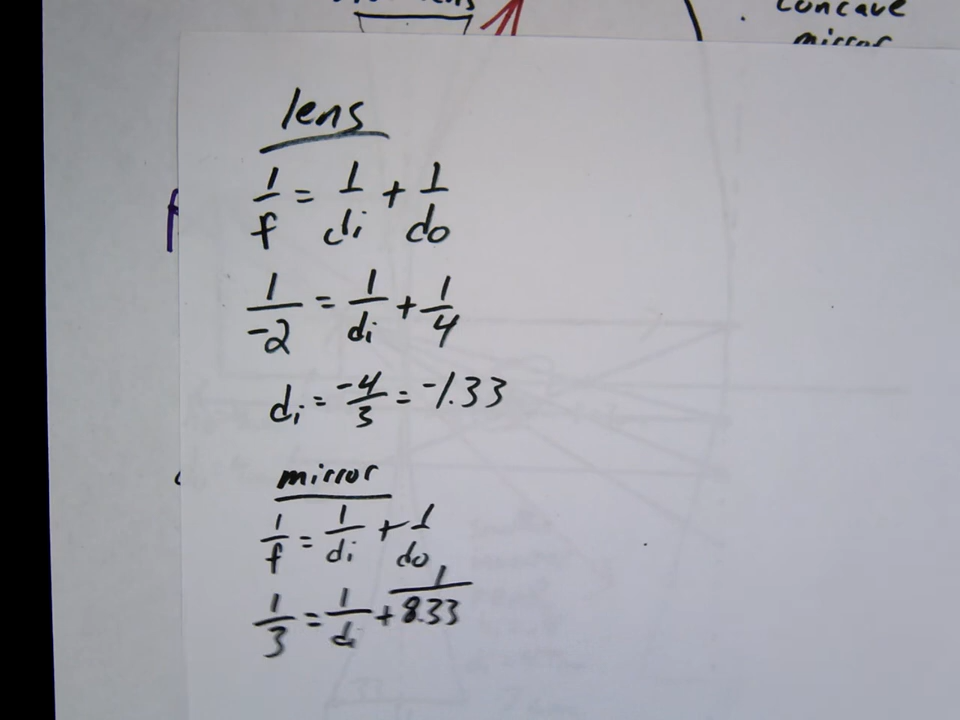 concave
mirror
lens
1/f = 1/di + 1/do
1/-2 = 1/di + 1/4
di = -4/3 = -1.33
mirror
1/f = 1/di + 1/do
1/3 = 1/di + 1/8.33